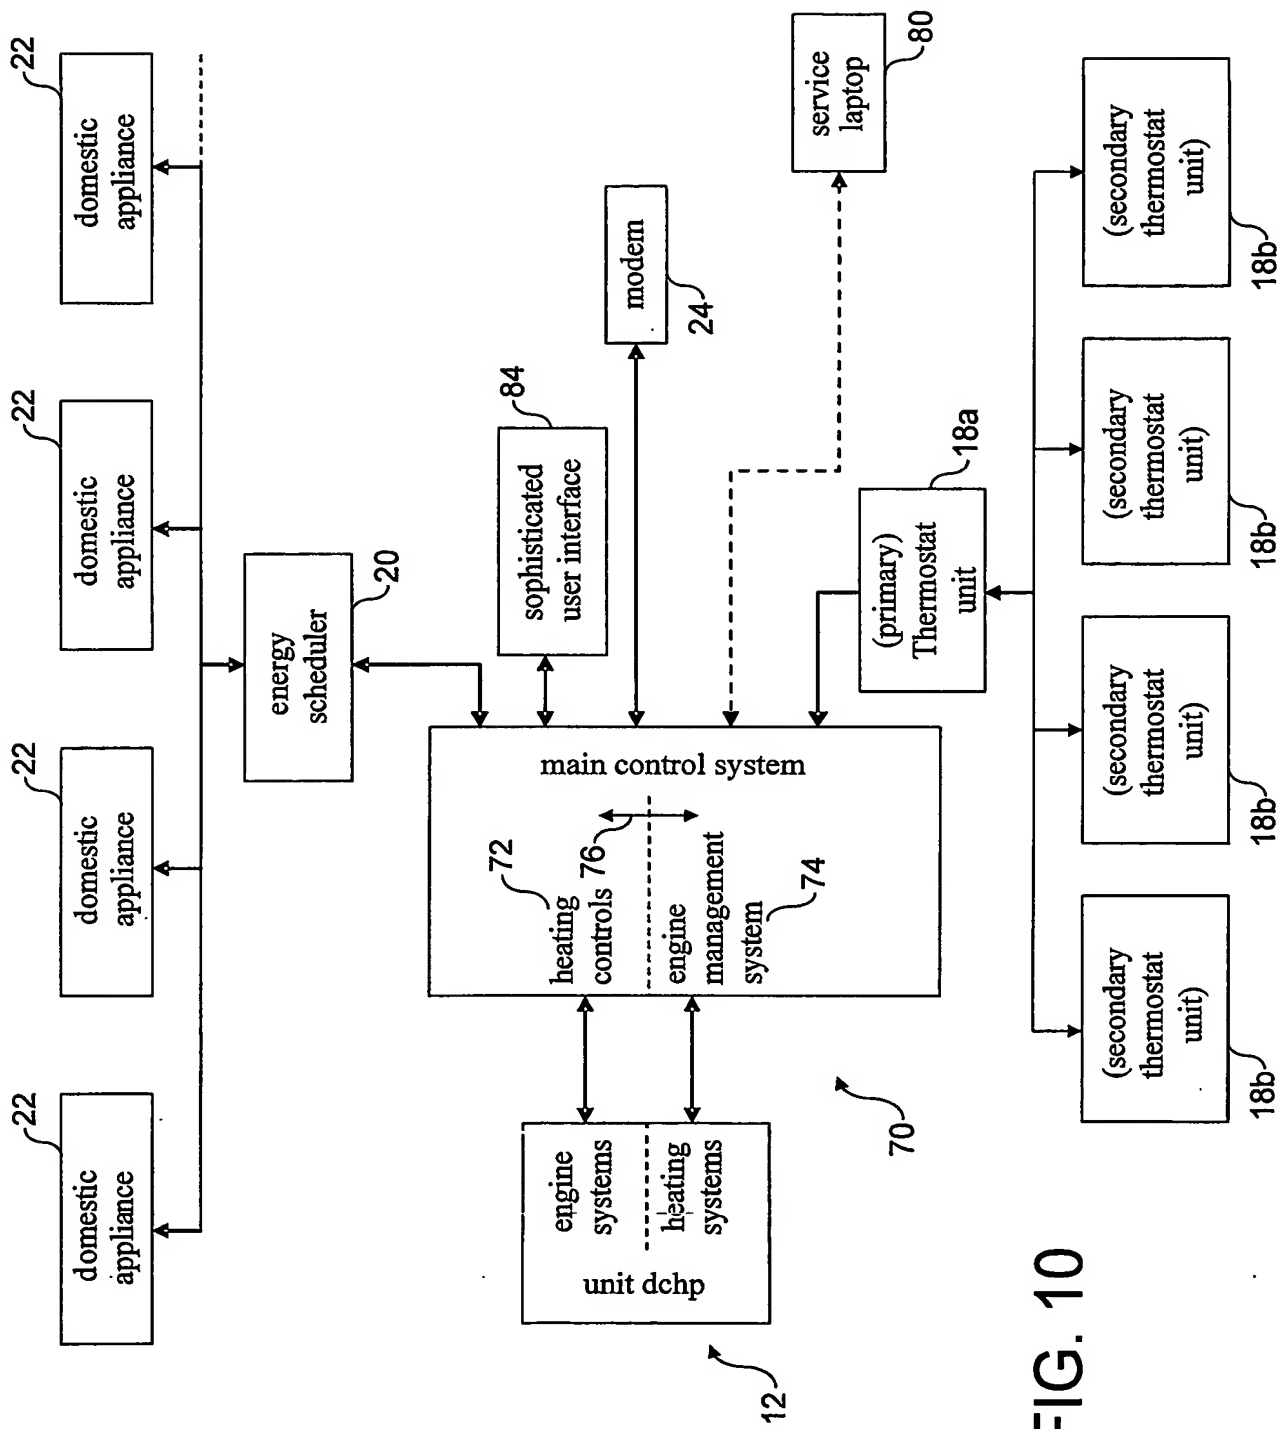 22
domestic
appliance
22
domestic
appliance
22
domestic
appliance
22
domestic
appliance
energy
scheduler
20
84
sophisticated
user interface
modem
24
service
laptop
80
unit dchp
engine
systems
heating
systems
12
72
heating
controls
76
engine
management
system
74
main control system
70
(primary)
Thermostat
unit
18a
(secondary
thermostat
unit)
18b
(secondary
thermostat
unit)
18b
(secondary
thermostat
unit)
18b
(secondary
thermostat
unit)
18b
FIG. 10